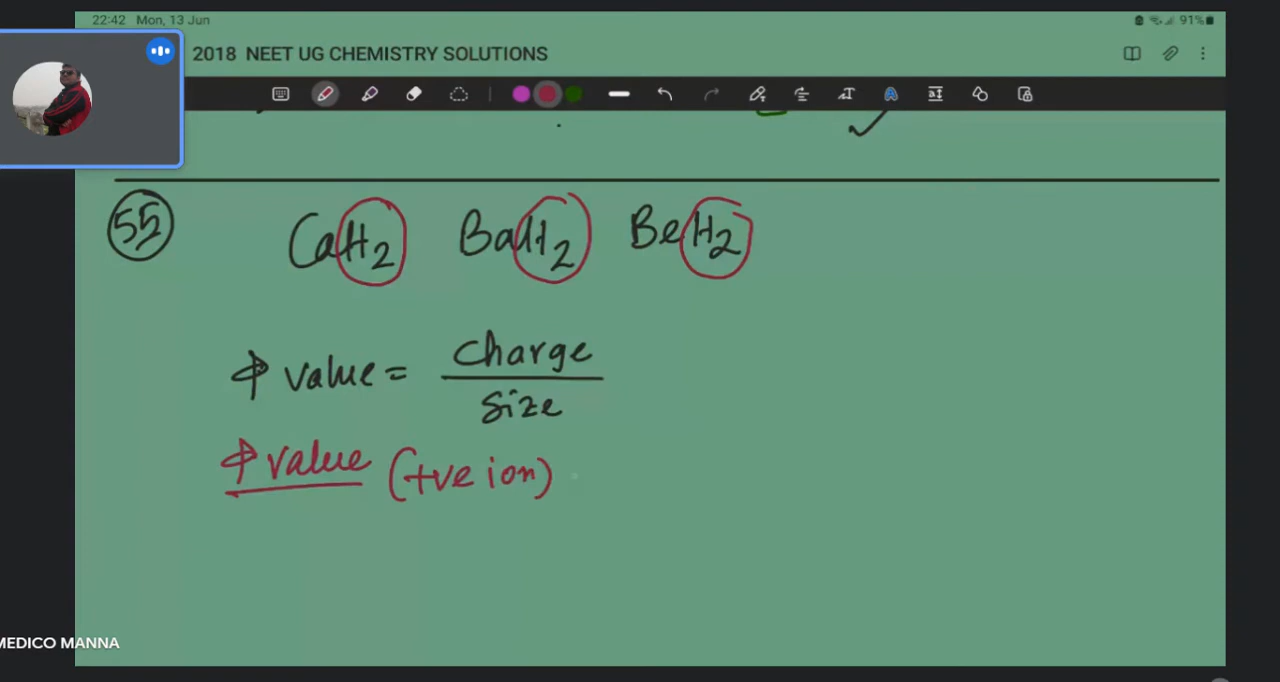 22:42 Mon, 13 Jun
91%
2018 NEET UG CHEMISTRY SOLUTIONS
55
CaH2 BaH2 BeH2
ϕ value = charge
size
ϕ value (+ve ion)
MEDICO MANNA